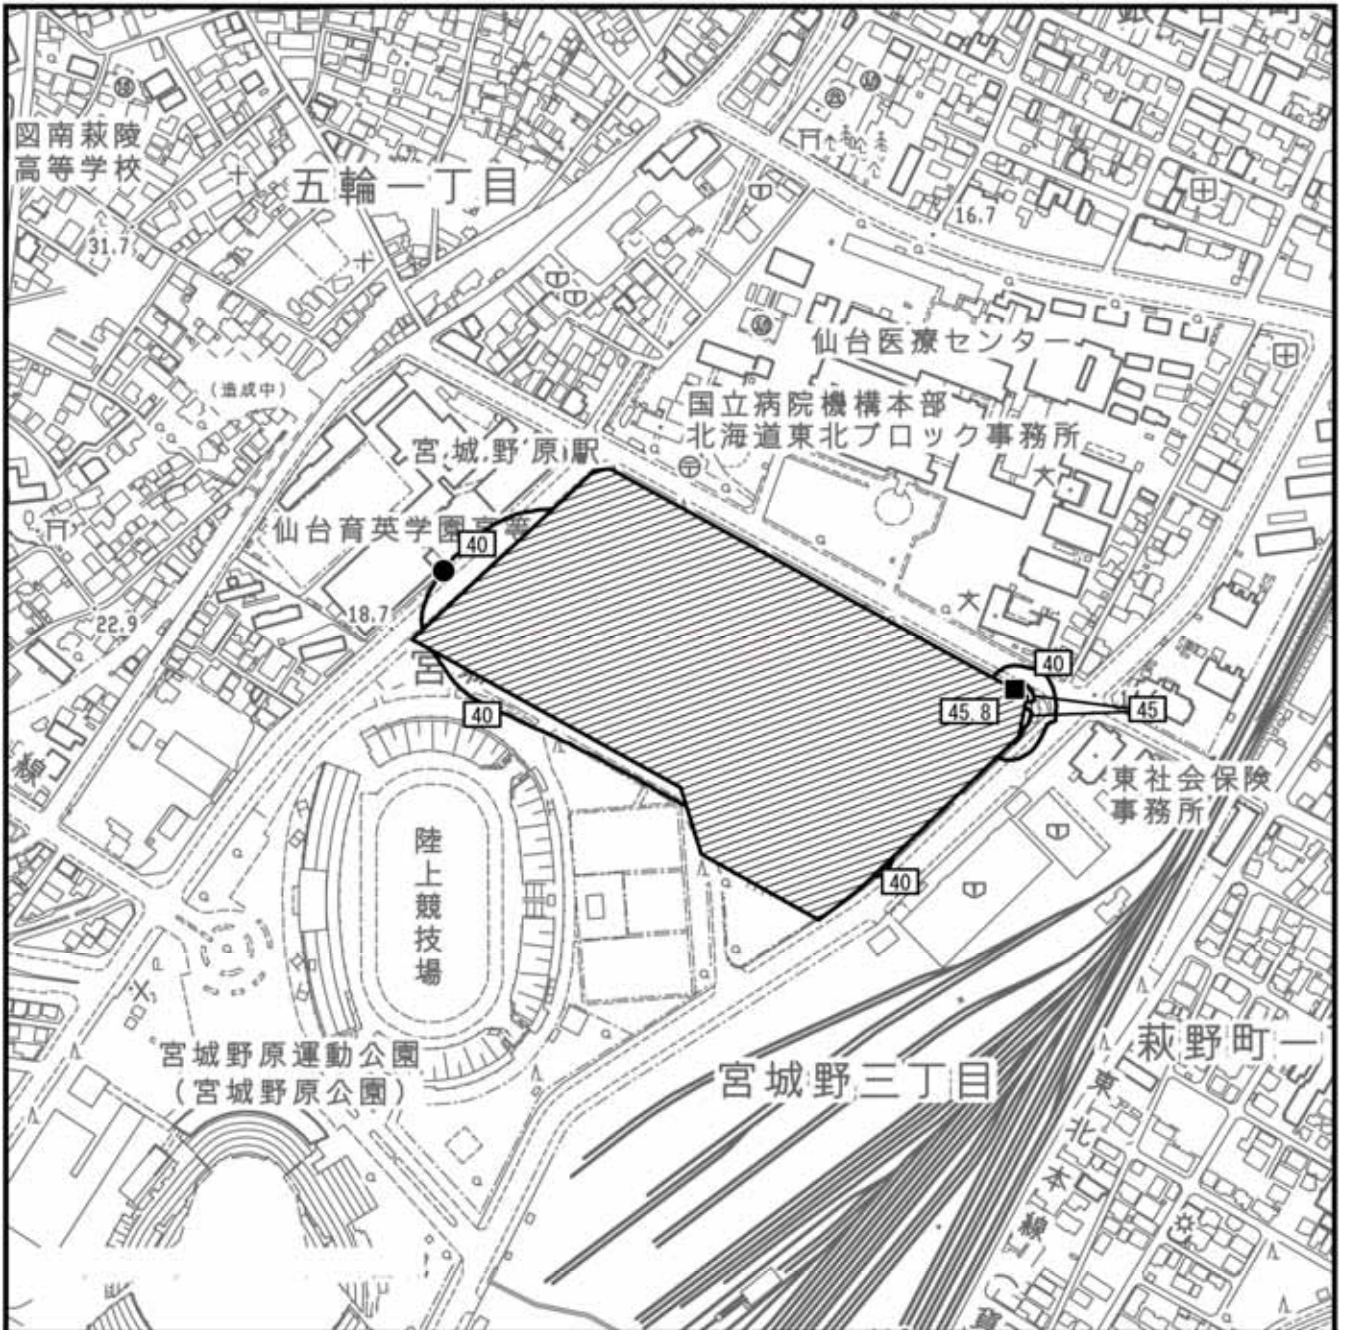 図南萩陵
高等学校
五輪一丁目
31.7
16.7
仙台医療センター
(造成中)
国立病院機構本部
北海道東北ブロック事務所
宮城野原駅
仙台育英学園高等
40
18.7
22.9
宮
40
45.8
45
40
線
東社会保険
事務所
陸上競技場
40
宮城野原運動公園
(宮城野原公園)
宮城野三丁目
萩野町一
東北本線